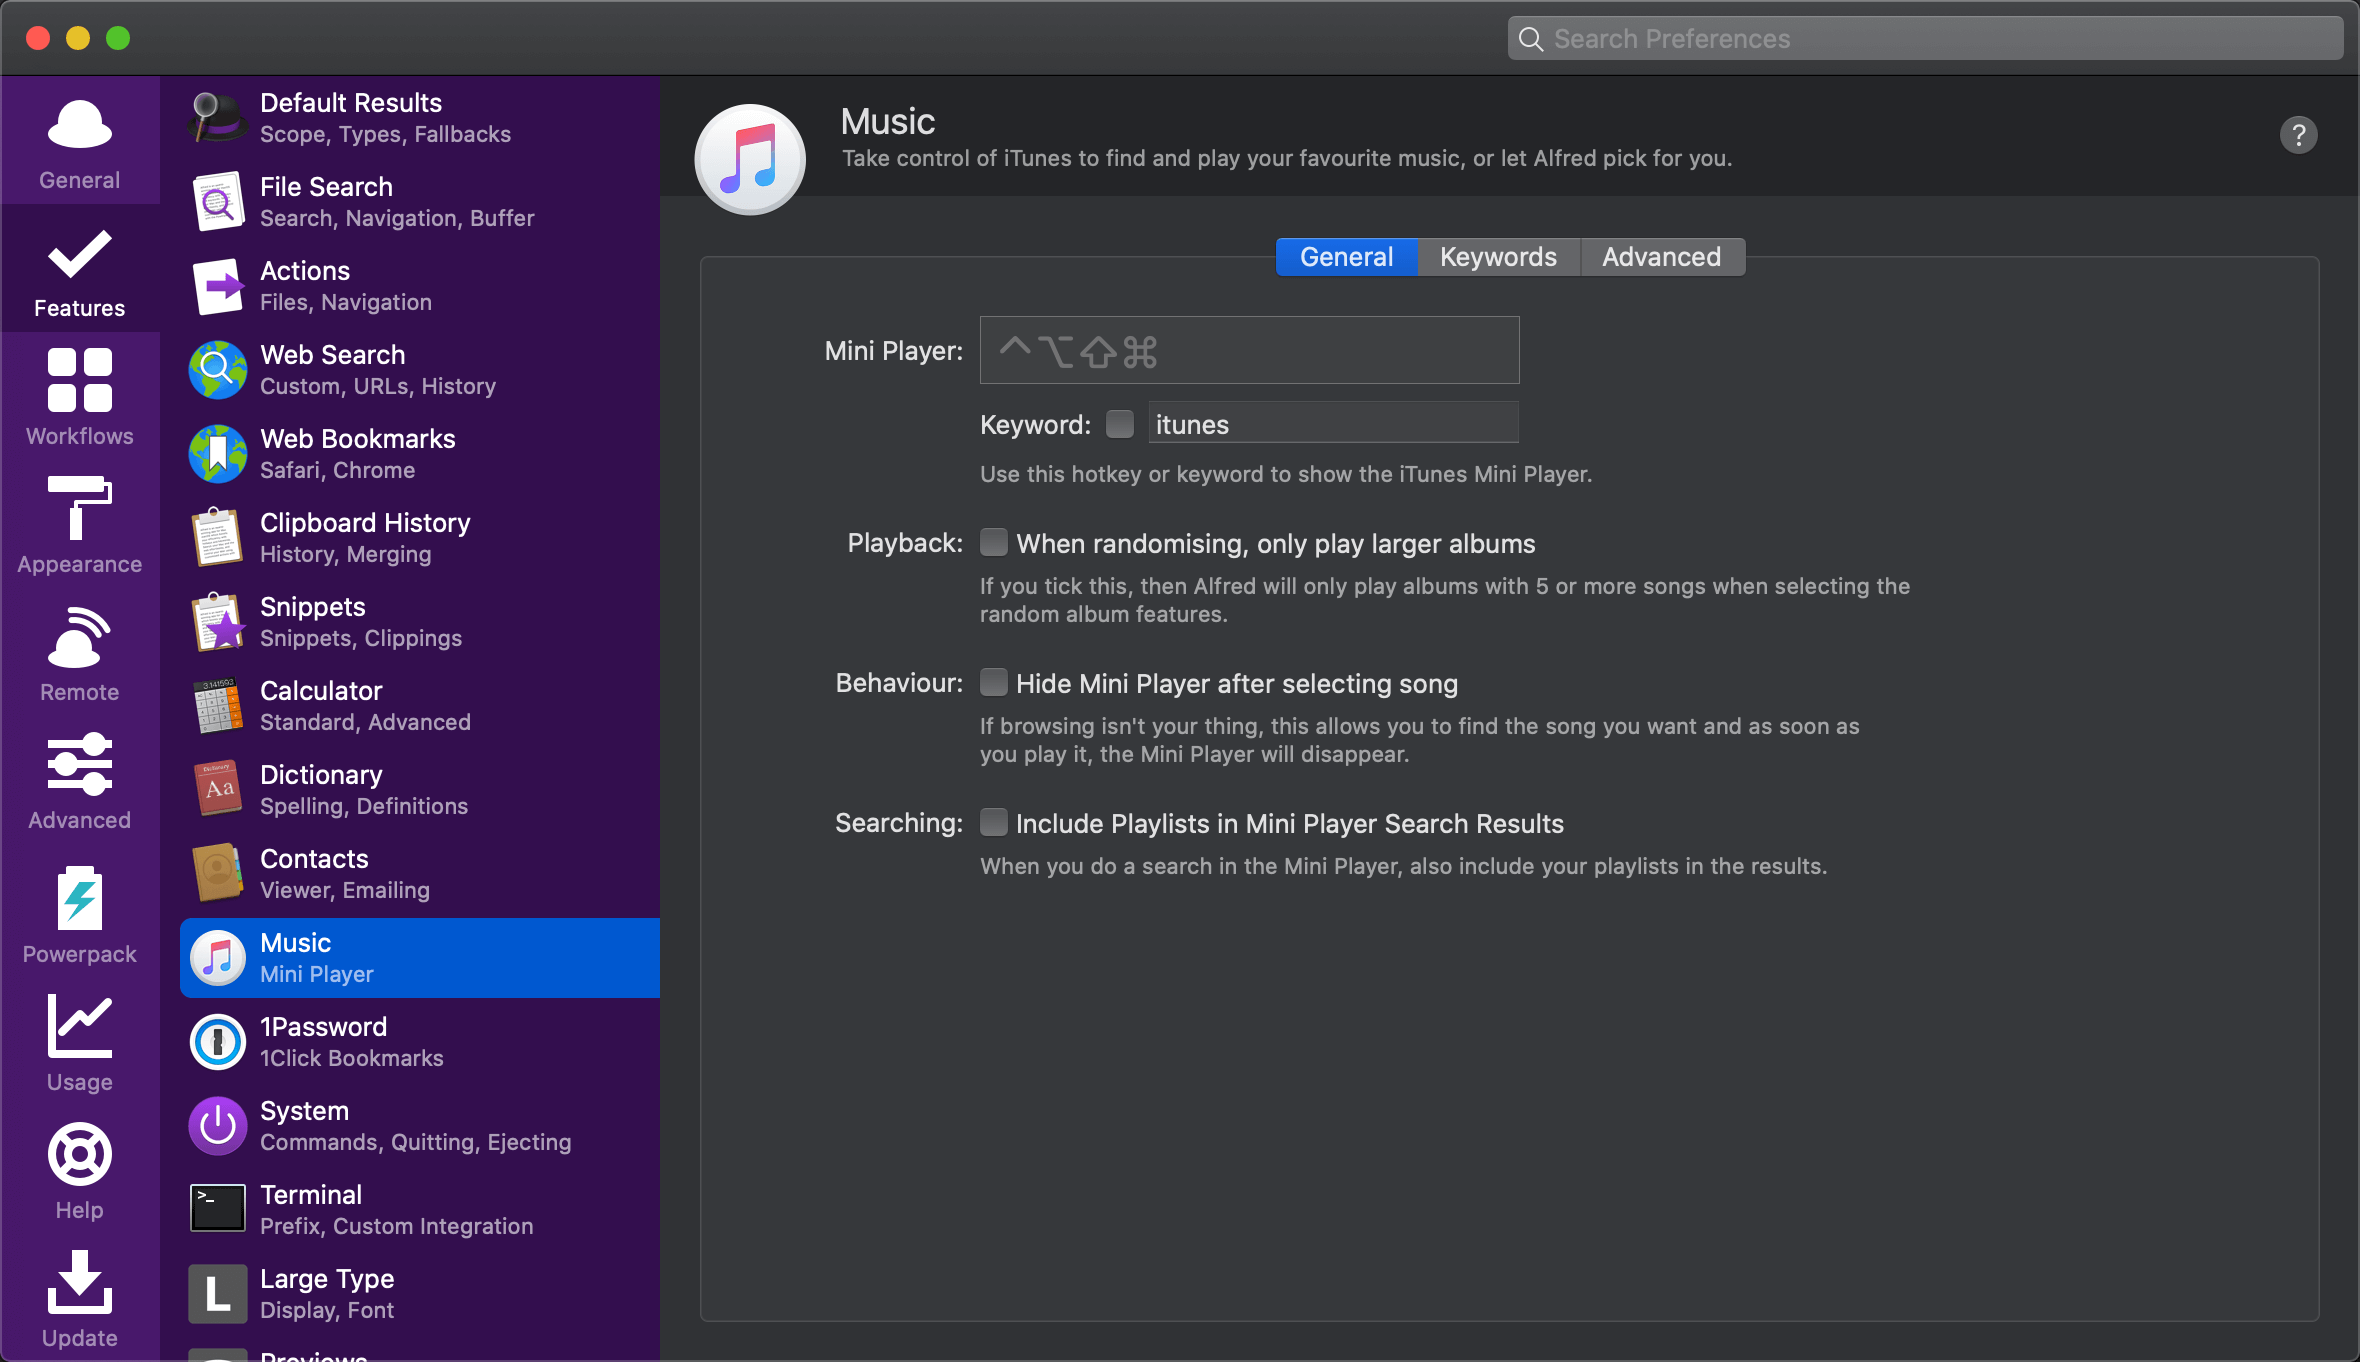 Search Preferences
General
Features
Workflows
Appearance
Remote
Advanced
Powerpack
Usage
Help
Update
Default Results
Scope, Types, Fallbacks
File Search
Search, Navigation, Buffer
Actions
Files, Navigation
Web Search
Custom, URLs, History
Web Bookmarks
Safari, Chrome
Clipboard History
History, Merging
Snippets
Snippets, Clippings
3.141593
Calculator
Standard, Advanced
Dictionary
Aa
Dictionary
Spelling, Definitions
Contacts
Viewer, Emailing
Music
Mini Player
1Password
1Click Bookmarks
System
Commands, Quitting, Ejecting
>_
Terminal
Prefix, Custom Integration
L
Large Type
Display, Font
Previews
Music
Take control of iTunes to find and play your favourite music, or let Alfred pick for you.
?
General Keywords Advanced
Mini Player: ⌃⌥⇧⌘
Keyword: itunes
Use this hotkey or keyword to show the iTunes Mini Player.
Playback: When randomising, only play larger albums
If you tick this, then Alfred will only play albums with 5 or more songs when selecting the
random album features.
Behaviour: Hide Mini Player after selecting song
If browsing isn't your thing, this allows you to find the song you want and as soon as
you play it, the Mini Player will disappear.
Searching: Include Playlists in Mini Player Search Results
When you do a search in the Mini Player, also include your playlists in the results.